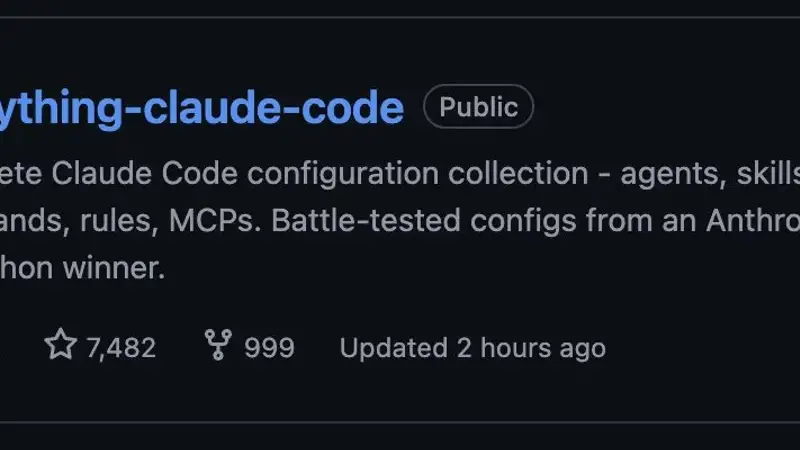 ything-claude-code Public
ete Claude Code configuration collection - agents, skills
ands, rules, MCPs. Battle-tested configs from an Anthro
hon winner.
7,482 999 Updated 2 hours ago